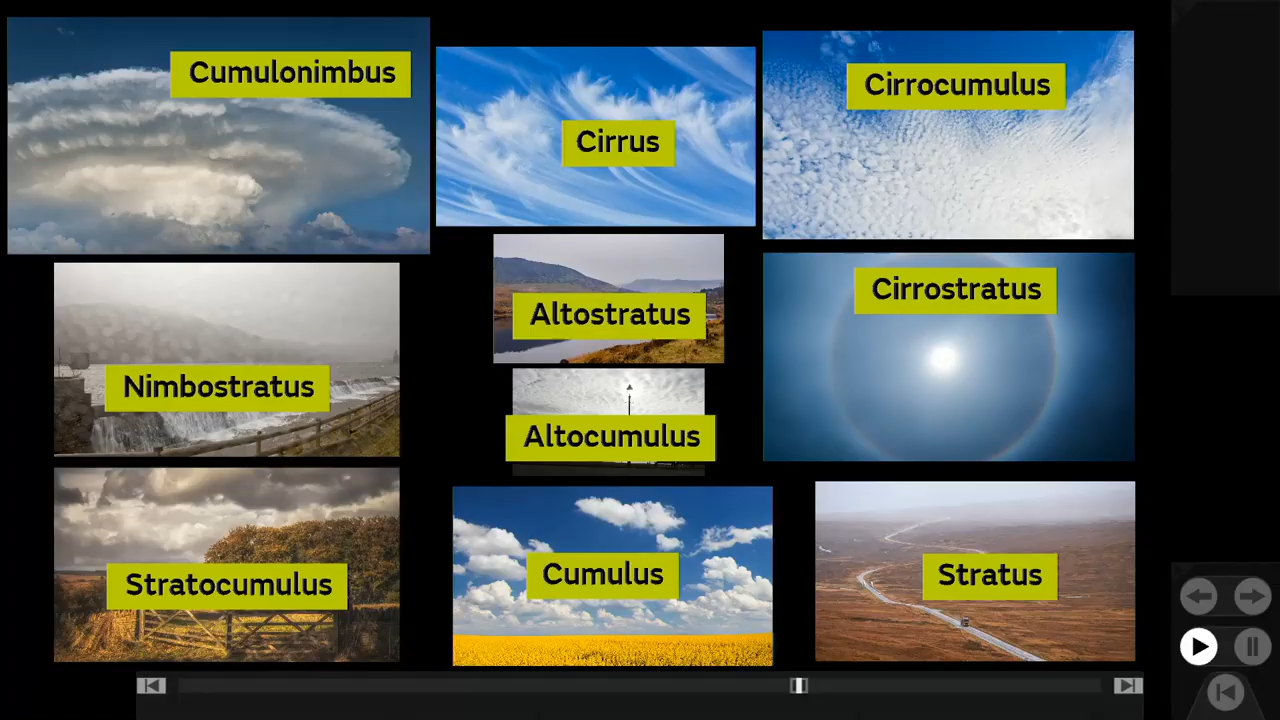 Cumulonimbus
Cirrus
Cirrocumulus
Nimbostratus
Altostratus
Cirrostratus
Altocumulus
Stratocumulus
Cumulus
Stratus